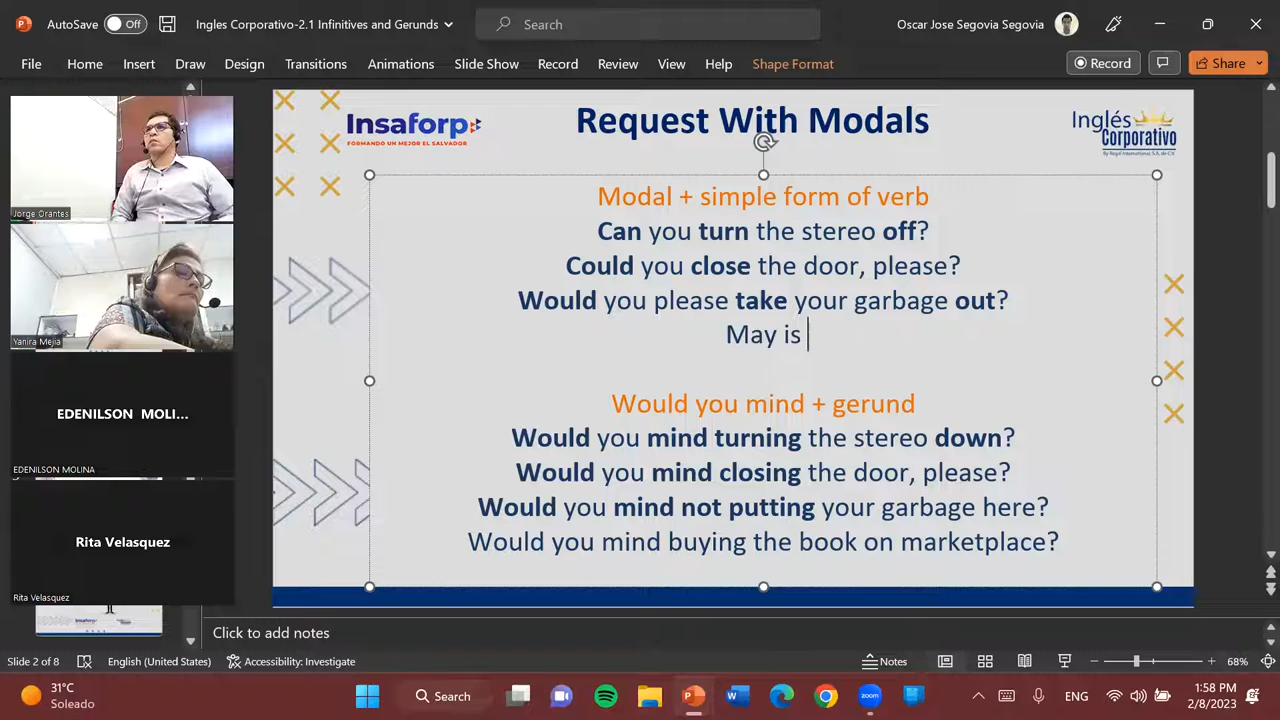 AutoSave Off Ingles Corporativo-2.1 Infinitives and Gerunds Search Oscar Jose Segovia Segovia
File Home Insert Draw Design Transitions Animations Slide Show Record Review View Help Shape Format Record Share
Jorge Orantes
Yanira Mejia
EDENILSON MOLI...
EDENILSON MOLINA
Rita Velasquez
Rita Velasquez
Insaforp
FORMANDO UN MEJOR EL SALVADOR
Request With Modals
Inglés
Corporativo
By Regal International, S.A. de C.V.
Modal + simple form of verb
Can you turn the stereo off?
Could you close the door, please?
Would you please take your garbage out?
May is
Would you mind + gerund
Would you mind turning the stereo down?
Would you mind closing the door, please?
Would you mind not putting your garbage here?
Would you mind buying the book on marketplace?
Click to add notes
Slide 2 of 8 English (United States) Accessibility: Investigate Notes 68%
31°C
Soleado
Search
zoom
ENG
1:58 PM
2/8/2023